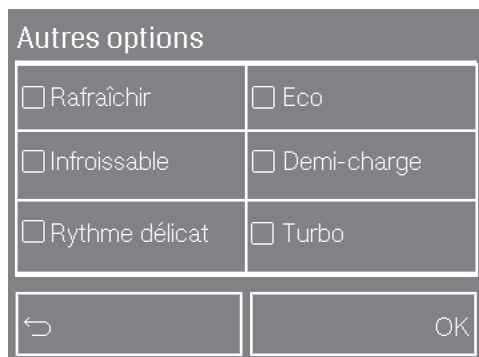 Autres options
Rafraîchir
Eco
Infroissable
Demi-charge
Rythme délicat
Turbo
OK